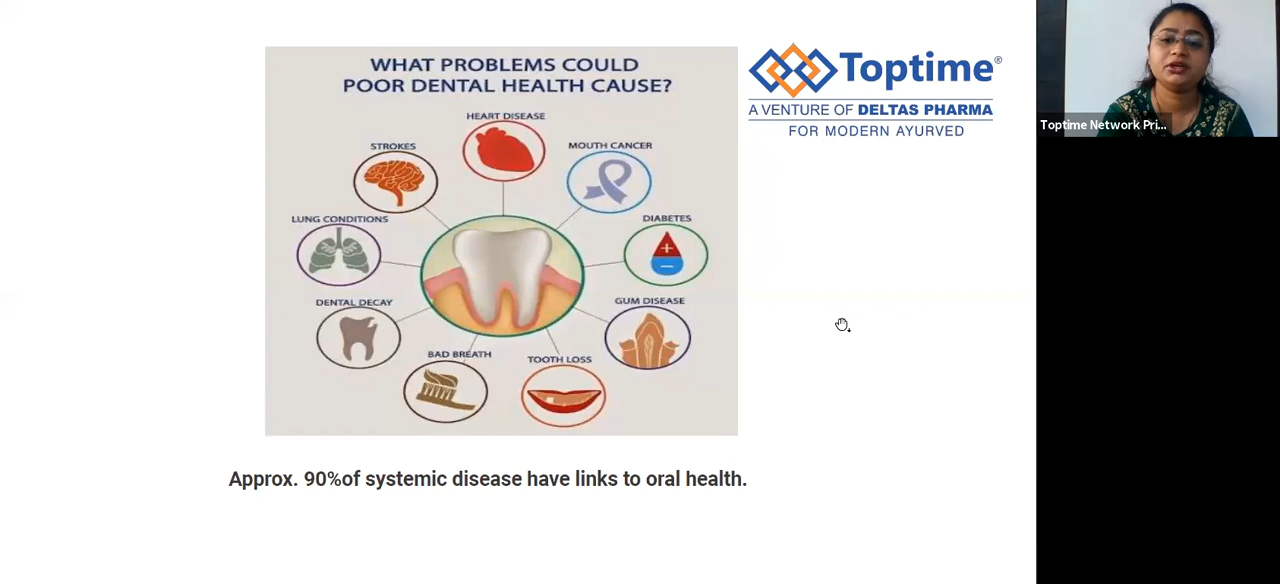 WHAT PROBLEMS COULD
POOR DENTAL HEALTH CAUSE?
HEART DISEASE
STROKES
MOUTH CANCER
LUNG CONDITIONS
DIABETES
DENTAL DECAY
GUM DISEASE
BAD BREATH
TOOTH LOSS
Approx. 90%of systemic disease have links to oral health.
Toptime®
A VENTURE OF DELTAS PHARMA
FOR MODERN AYURVED
Toptime Network Pri...